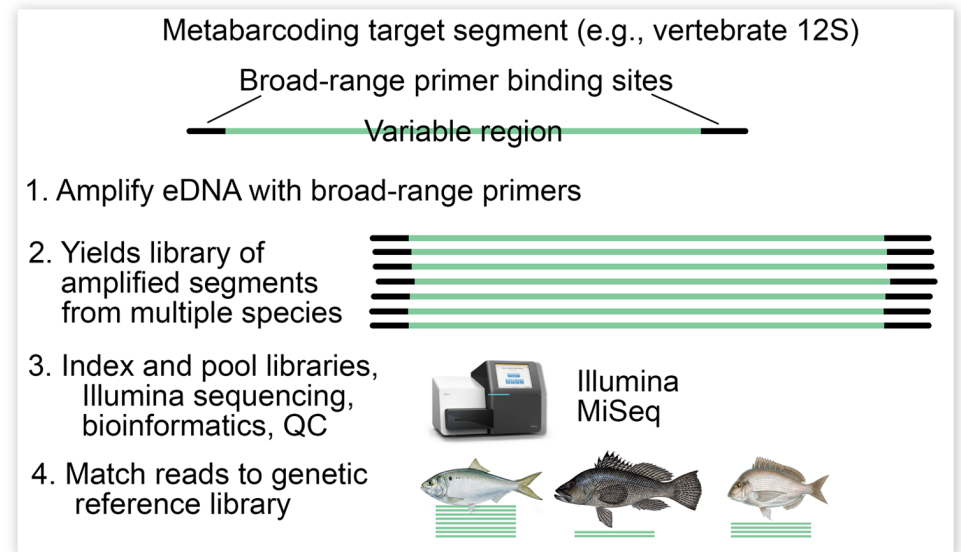 Metabarcoding target segment (e.g., vertebrate 12S)
Broad-range primer binding sites
Variable region
1. Amplify eDNA with broad-range primers
2. Yields library of
amplified segments
from multiple species
3. Index and pool libraries,
Illumina sequencing,
bioinformatics, QC
Illumina
MiSeq
4. Match reads to genetic
reference library